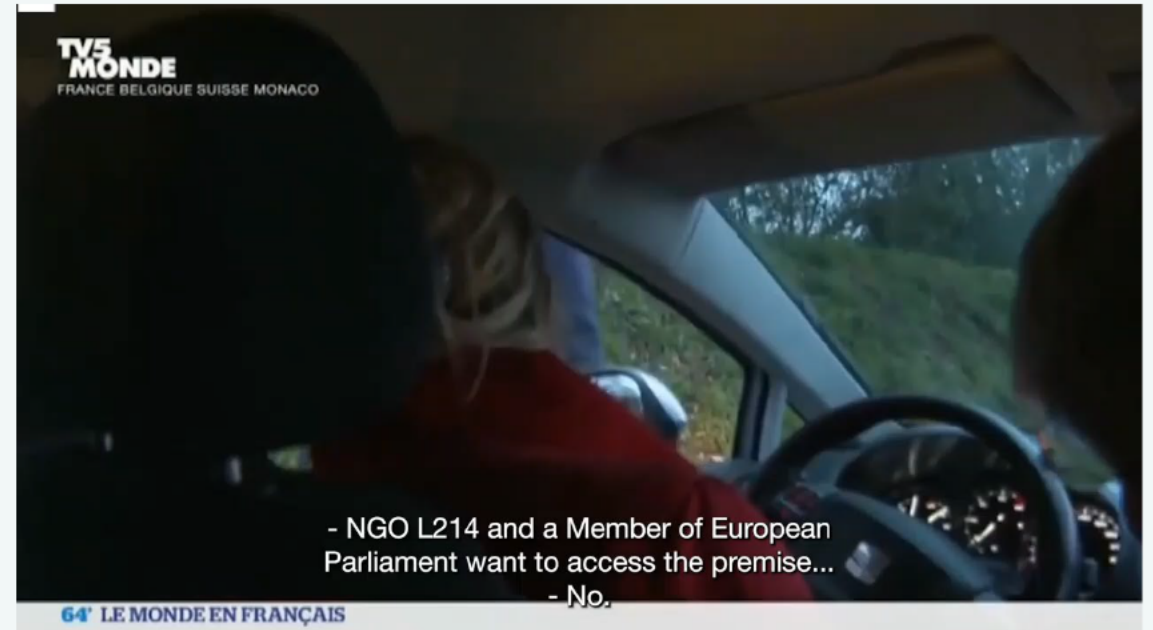 TV5
MONDE
FRANCE BELGIQUE SUISSE MONACO
- NGO L214 and a Member of European
Parliament want to access the premise...
- No.
64' LE MONDE EN FRANÇAIS